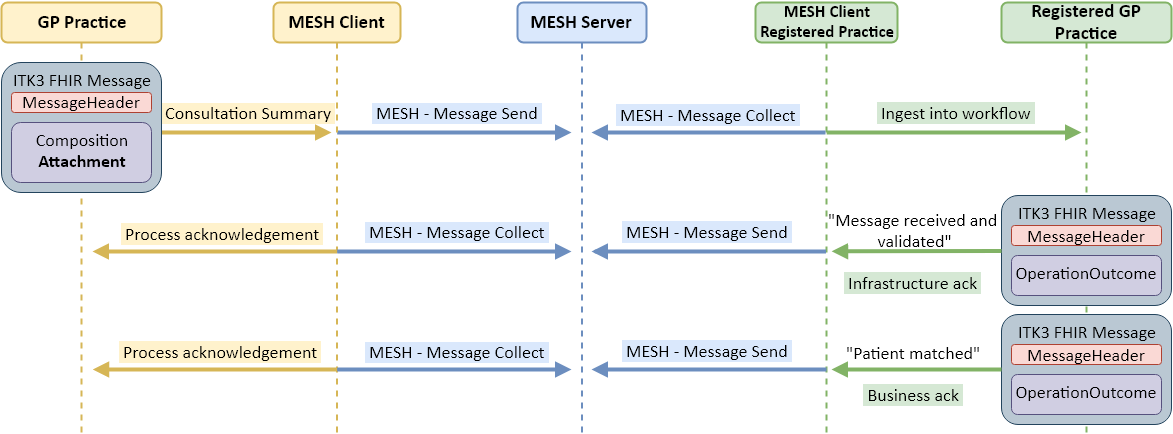 GP Practice
MESH Client
MESH Server
MESH Client
Registered Practice
Registered GP
Practice
ITK3 FHIR Message
MessageHeader
Composition
Attachment
Consultation Summary
MESH - Message Send
MESH - Message Collect
Ingest into workflow
Process acknowledgement
MESH - Message Collect
MESH - Message Send
"Message received and
validated"
Infrastructure ack
ITK3 FHIR Message
MessageHeader
OperationOutcome
Process acknowledgement
MESH - Message Collect
MESH - Message Send
"Patient matched"
Business ack
ITK3 FHIR Message
MessageHeader
OperationOutcome